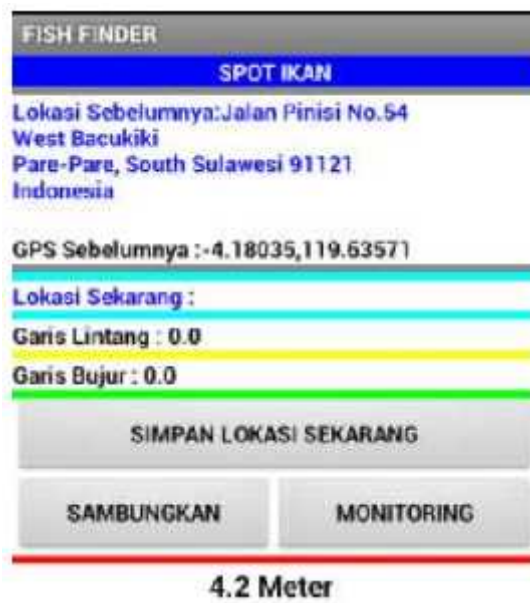 FISH FINDER
SPOT IKAN
Lokasi Sebelumnya:Jalan Pinisi No.54
West Bacukiki
Pare-Pare, South Sulawesi 91121
Indonesia
GPS Sebelumnya :-4.18035,119.63571
Lokasi Sekarang :
Garis Lintang : 0.0
Garis Bujur : 0.0
SIMPAN LOKASI SEKARANG
SAMBUNGKAN MONITORING
4.2 Meter